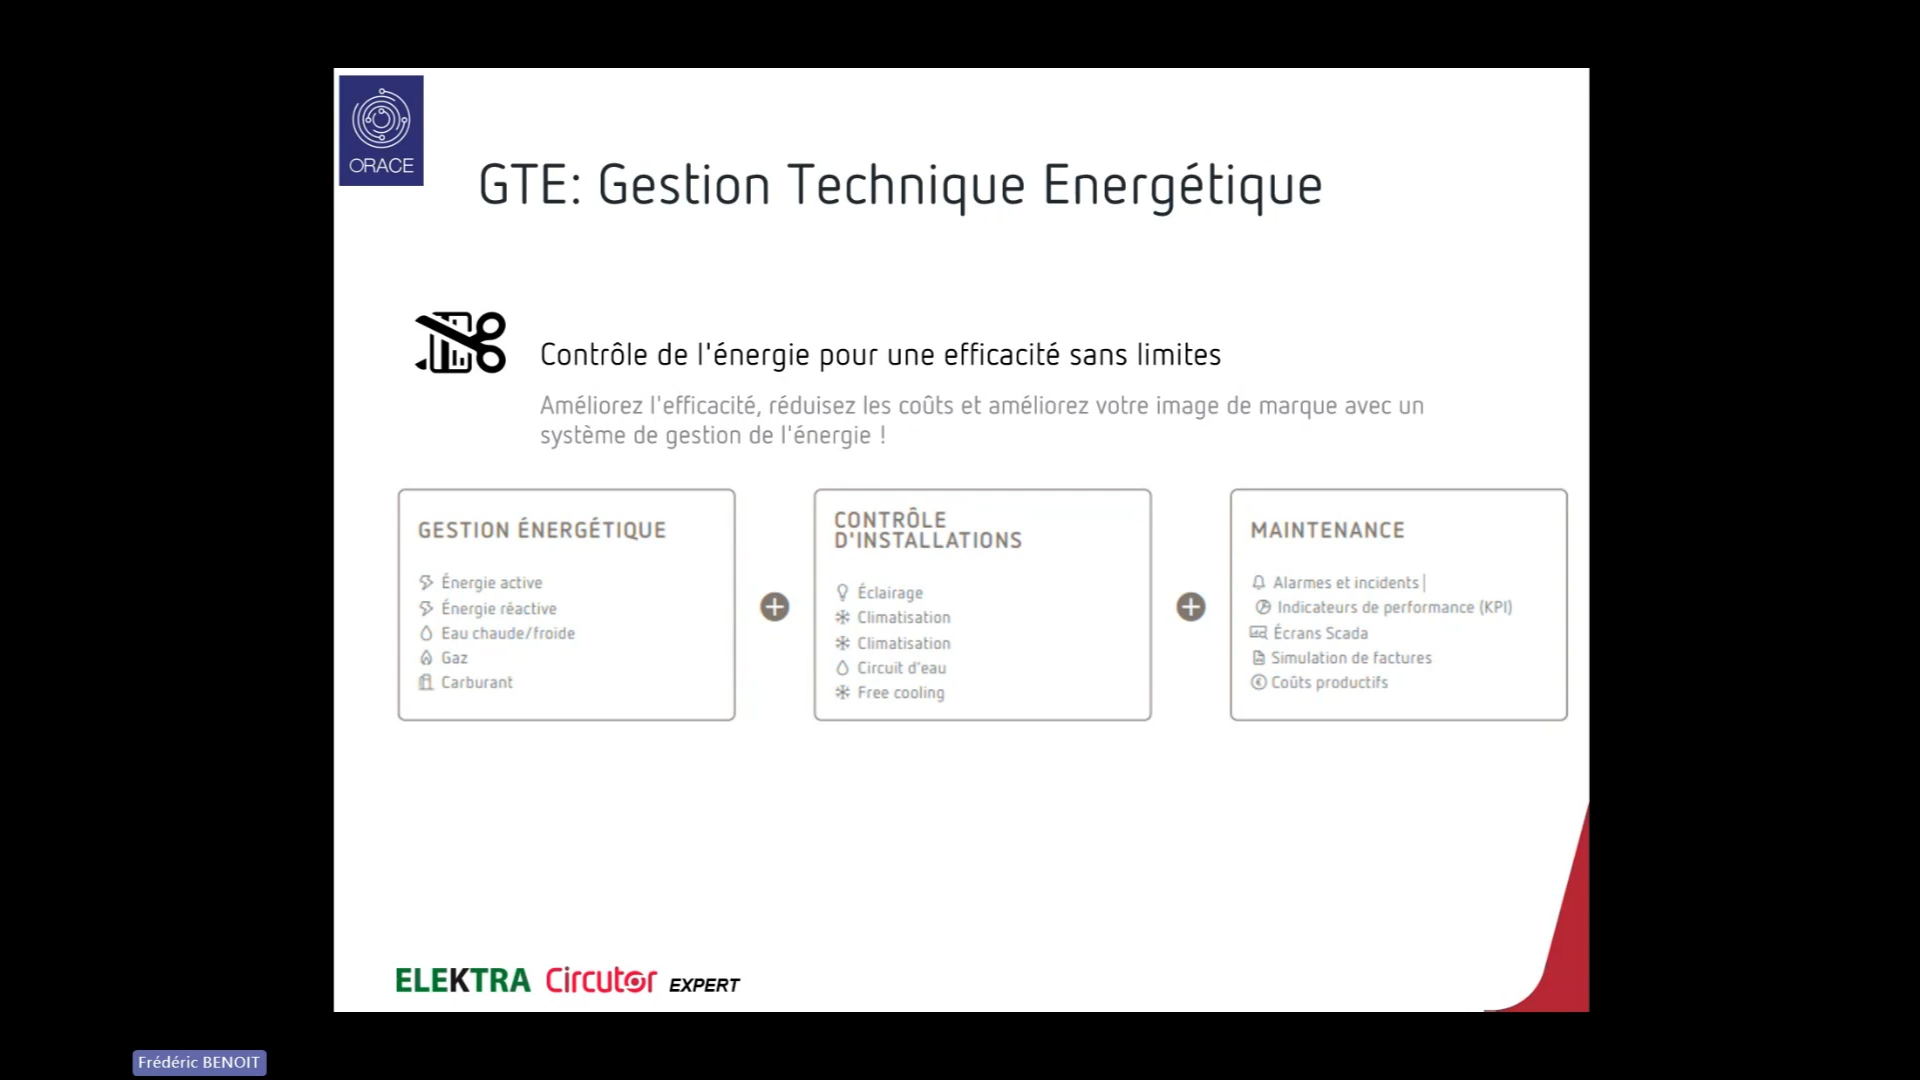 ORACE
GTE: Gestion Technique Energétique
Contrôle de l'énergie pour une efficacité sans limites
Améliorez l'efficacité, réduisez les coûts et améliorez votre image de marque avec un
système de gestion de l'énergie !
GESTION ÉNERGÉTIQUE
Énergie active
Énergie réactive
Eau chaude/froide
Gaz
Carburant
CONTRÔLE
D'INSTALLATIONS
Éclairage
Climatisation
Climatisation
Circuit d'eau
Free cooling
MAINTENANCE
Alarmes et incidents
Indicateurs de performance (KPI)
Écrans Scada
Simulation de factures
Coûts productifs
ELEKTRA Circutor EXPERT
Frédéric BENOIT